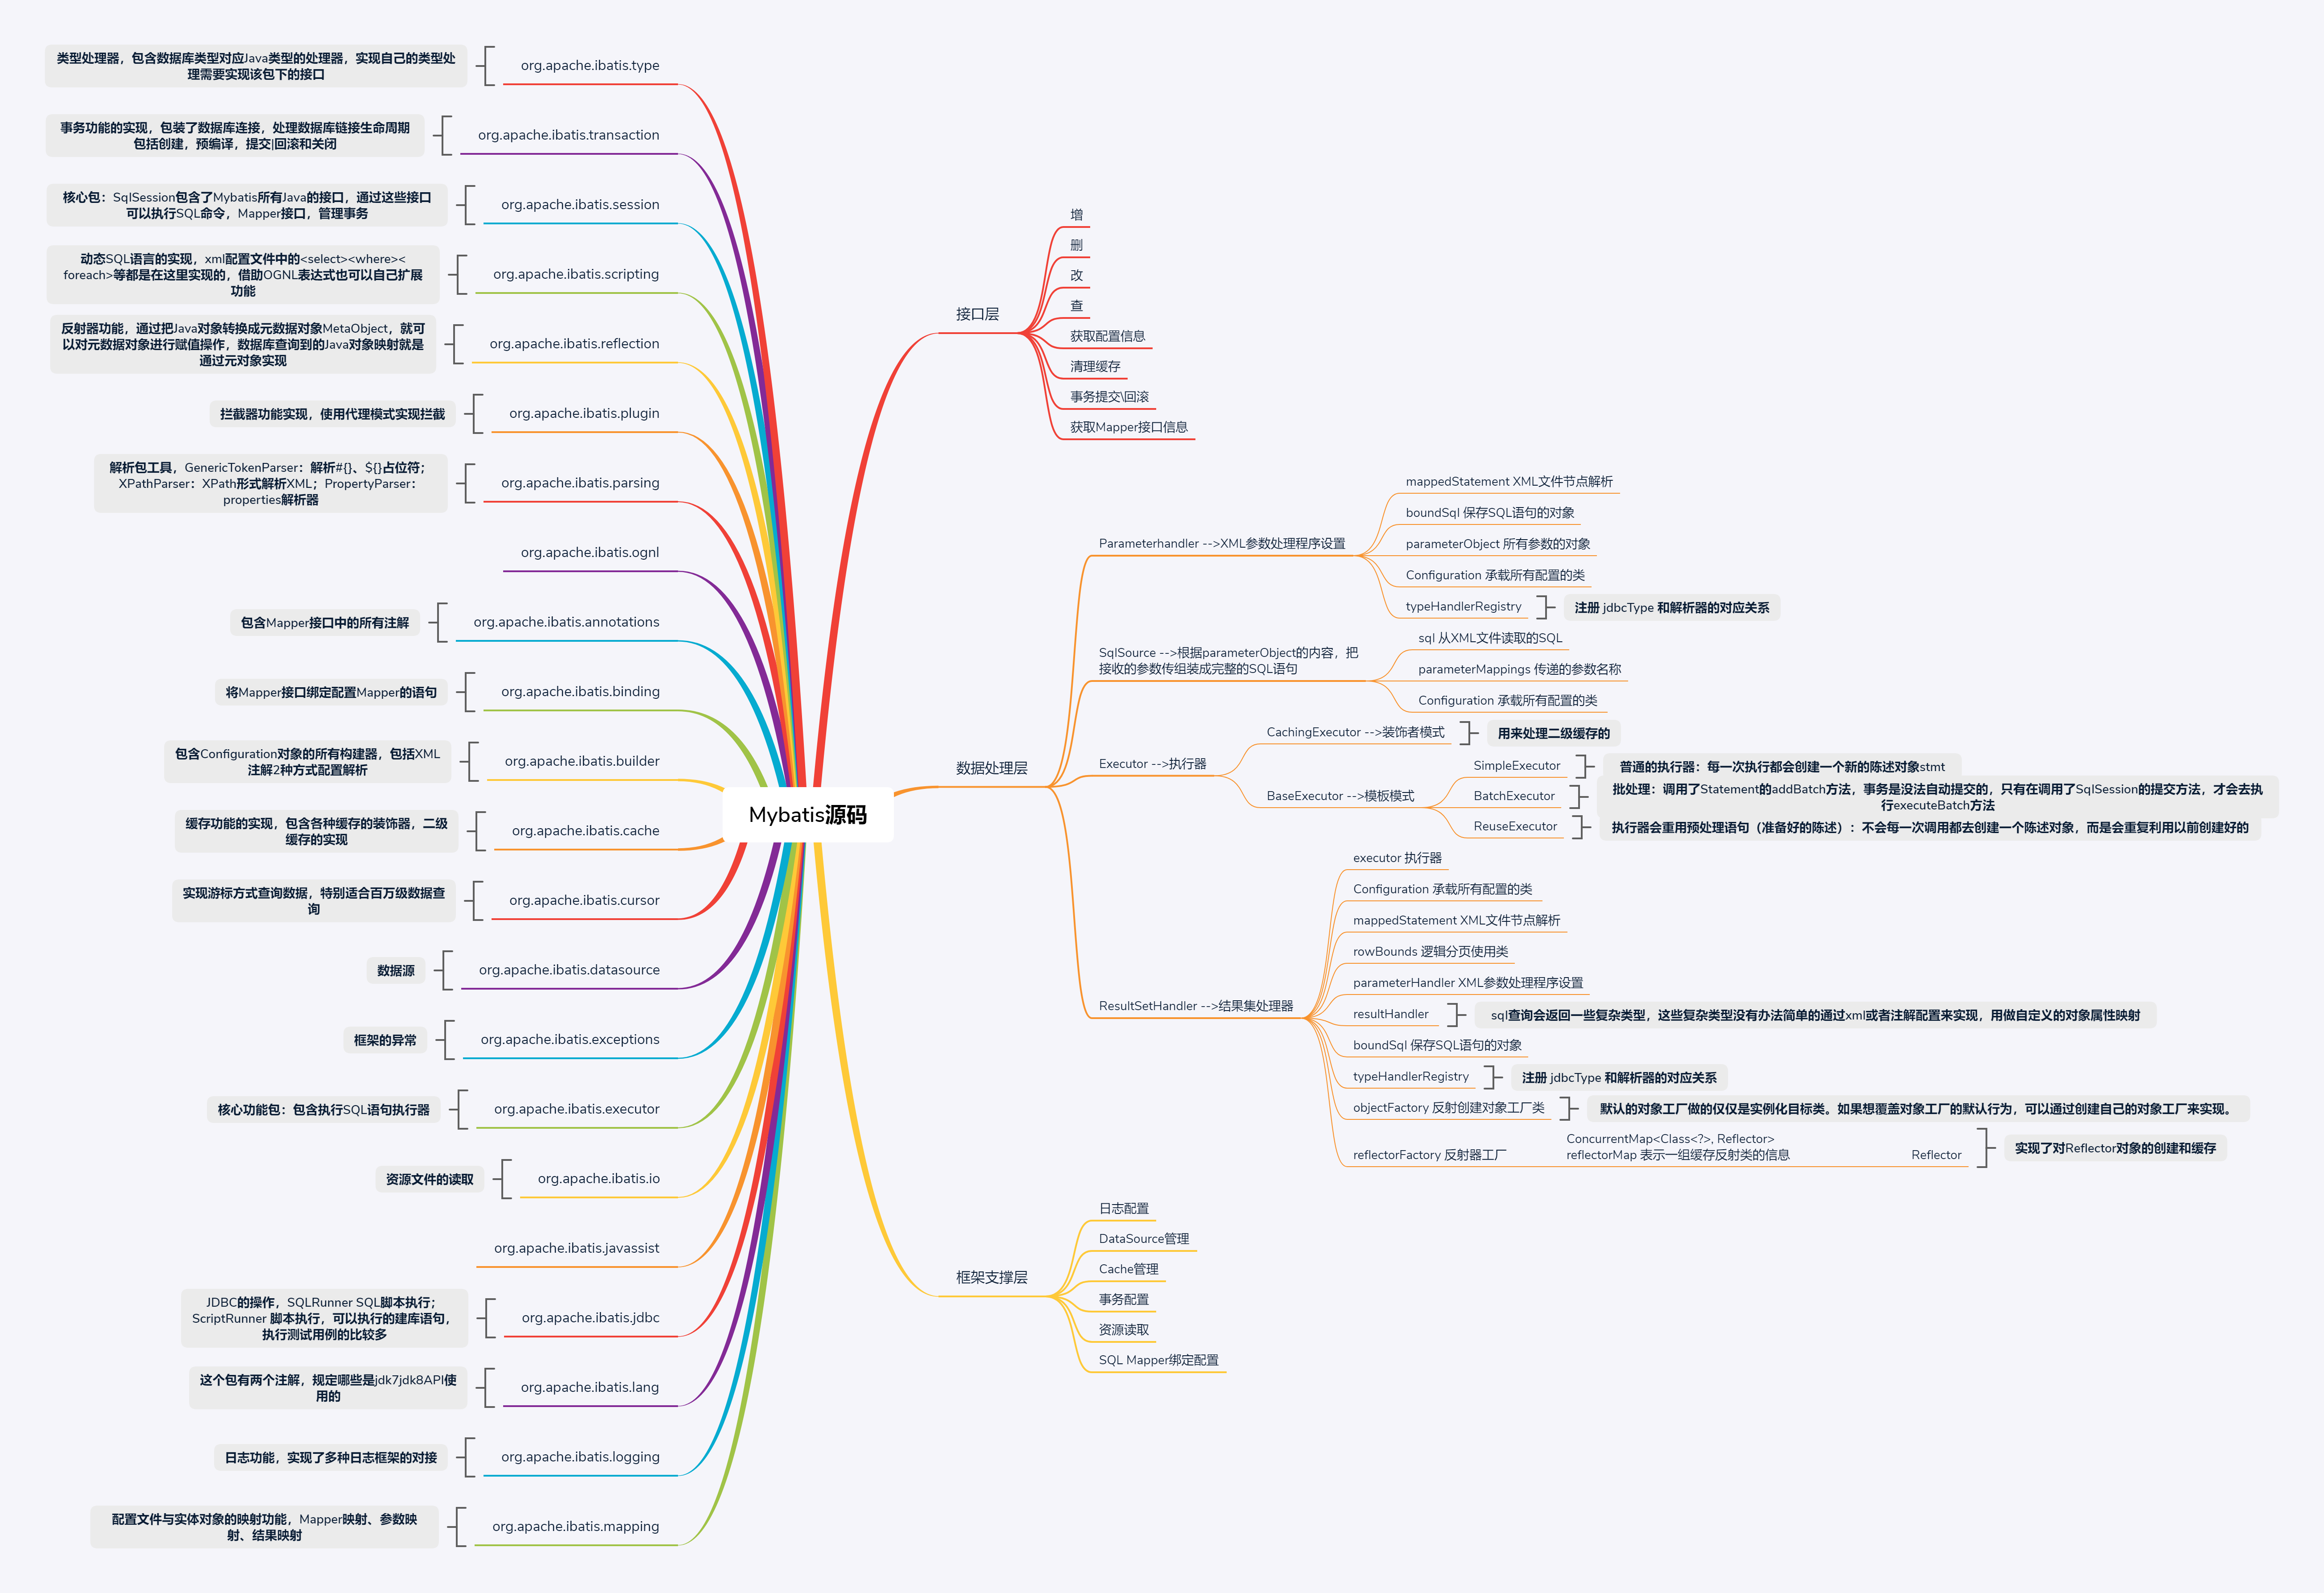 Mybatis源码
类型处理器，包含数据库类型对应Java类型的处理器，实现自己的类型处
理需要实现该包下的接口
org.apache.ibatis.type
事务功能的实现，包装了数据库连接，处理数据库链接生命周期
包括创建，预编译，提交|回滚和关闭
org.apache.ibatis.transaction
核心包：SqlSession包含了Mybatis所有Java的接口，通过这些接口
可以执行SQL命令，Mapper接口，管理事务
org.apache.ibatis.session
动态SQL语言的实现，xml配置文件中的<select><where><
foreach>等都是在这里实现的，借助OGNL表达式也可以自己扩展
功能
org.apache.ibatis.scripting
反射器功能，通过把Java对象转换成元数据对象MetaObject，就可
以对元数据对象进行赋值操作，数据库查询到的Java对象映射就是
通过元对象实现
org.apache.ibatis.reflection
拦截器功能实现，使用代理模式实现拦截
org.apache.ibatis.plugin
解析包工具，GenericTokenParser：解析#{}、${}占位符；
XPathParser：XPath形式解析XML；PropertyParser：
properties解析器
org.apache.ibatis.parsing
org.apache.ibatis.ognl
包含Mapper接口中的所有注解
org.apache.ibatis.annotations
将Mapper接口绑定配置Mapper的语句
org.apache.ibatis.binding
包含Configuration对象的所有构建器，包括XML
注解2种方式配置解析
org.apache.ibatis.builder
缓存功能的实现，包含各种缓存的装饰器，二级
缓存的实现
org.apache.ibatis.cache
实现游标方式查询数据，特别适合百万级数据查
询
org.apache.ibatis.cursor
数据源
org.apache.ibatis.datasource
框架的异常
org.apache.ibatis.exceptions
核心功能包：包含执行SQL语句执行器
org.apache.ibatis.executor
资源文件的读取
org.apache.ibatis.io
org.apache.ibatis.javassist
JDBC的操作，SQLRunner SQL脚本执行；
ScriptRunner 脚本执行，可以执行的建库语句，
执行测试用例的比较多
org.apache.ibatis.jdbc
这个包有两个注解，规定哪些是jdk7jdk8API使
用的
org.apache.ibatis.lang
日志功能，实现了多种日志框架的对接
org.apache.ibatis.logging
配置文件与实体对象的映射功能，Mapper映射、参数映
射、结果映射
org.apache.ibatis.mapping
接口层
增
删
改
查
获取配置信息
清理缓存
事务提交\回滚
获取Mapper接口信息
数据处理层
Parameterhandler -->XML参数处理程序设置
mappedStatement XML文件节点解析
boundSql 保存SQL语句的对象
parameterObject 所有参数的对象
Configuration 承载所有配置的类
typeHandlerRegistry
注册 jdbcType 和解析器的对应关系
SqlSource -->根据parameterObject的内容，把
接收的参数传组装成完整的SQL语句
sql 从XML文件读取的SQL
parameterMappings 传递的参数名称
Configuration 承载所有配置的类
Executor -->执行器
CachingExecutor -->装饰者模式
用来处理二级缓存的
BaseExecutor -->模板模式
SimpleExecutor
普通的执行器：每一次执行都会创建一个新的陈述对象stmt
BatchExecutor
批处理：调用了Statement的addBatch方法，事务是没法自动提交的，只有在调用了SqlSession的提交方法，才会去执
行executeBatch方法
ReuseExecutor
执行器会重用预处理语句（准备好的陈述）：不会每一次调用都去创建一个陈述对象，而是会重复利用以前创建好的
ResultSetHandler -->结果集处理器
executor 执行器
Configuration 承载所有配置的类
mappedStatement XML文件节点解析
rowBounds 逻辑分页使用类
parameterHandler XML参数处理程序设置
resultHandler
sql查询会返回一些复杂类型，这些复杂类型没有办法简单的通过xml或者注解配置来实现，用做自定义的对象属性映射
boundSql 保存SQL语句的对象
typeHandlerRegistry
注册 jdbcType 和解析器的对应关系
objectFactory 反射创建对象工厂类
默认的对象工厂做的仅仅是实例化目标类。如果想覆盖对象工厂的默认行为，可以通过创建自己的对象工厂来实现。
reflectorFactory 反射器工厂
ConcurrentMap<Class<?>, Reflector>
reflectorMap 表示一组缓存反射类的信息
Reflector
实现了对Reflector对象的创建和缓存
框架支撑层
日志配置
DataSource管理
Cache管理
事务配置
资源读取
SQL Mapper绑定配置